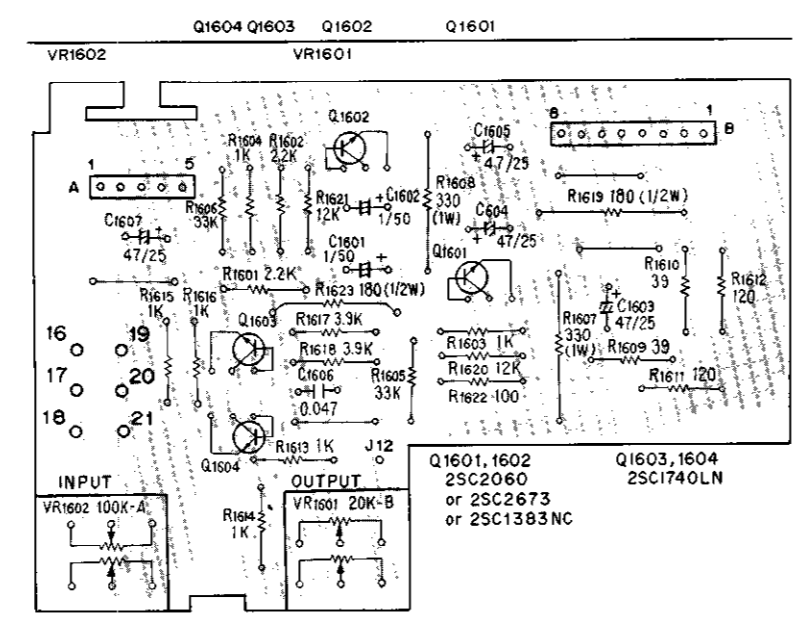 Q1604 Q1603 Q1602 Q1601
VR1602 VR1601
Q1602
8 1
B
C1605
47/25
R1604 R1602
1K 2.2K
1 5
A
R1606
33K
R1621
12K
C1602
1/50
R1608
330
(1W)
R1619 180 (1/2W)
C1604
47/25
C1607
47/25
C1601
1/50
Q1601
R1601 2.2K
R1610
39
R1612
120
R1615 R1616
1K 1K
R1623 180 (1/2W)
R1607
330
(1W)
C1603
47/25
Q1603
R1617 3.9K
16 19
R1603 1K
R1618 3.9K
R1609 39
17 20
C1606
0.047
R1605
33K
R1620 12K
R1611 120
R1622 100
18 21
Q1604
R1613 1K
J12
Q1601, 1602
2SC2060
or 2SC2673
or 2SC1383NC
Q1603, 1604
2SC1740LN
INPUT
VR1602 100K-A
R1614
1K
OUTPUT
VR1601 20K-B